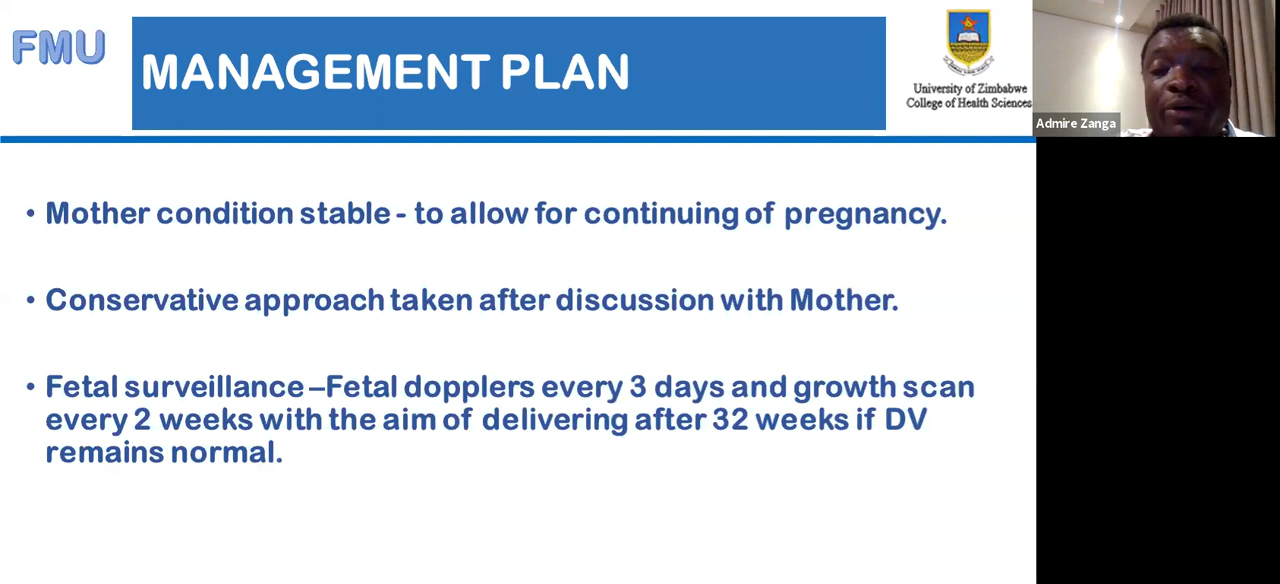 FMU
MANAGEMENT PLAN
University of Zimbabwe
College of Health Sciences
Admire Zanga
• Mother condition stable - to allow for continuing of pregnancy.
• Conservative approach taken after discussion with Mother.
• Fetal surveillance –Fetal dopplers every 3 days and growth scan
every 2 weeks with the aim of delivering after 32 weeks if DV
remains normal.